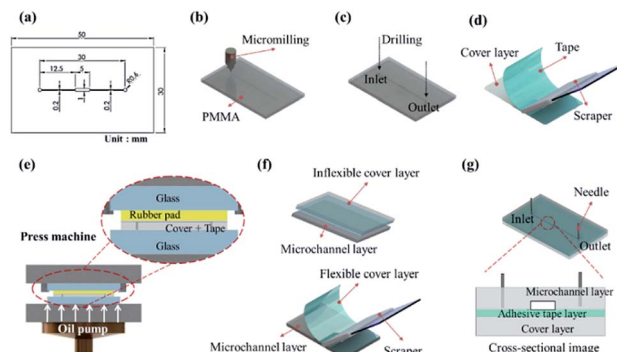 (a)
50
30
12.5
5
R0.6
0.2
1
0.2
30
Unit : mm
(b)
Micromilling
PMMA
(c)
Drilling
Inlet
Outlet
(d)
Cover layer
Tape
Scraper
(e)
Glass
Rubber pad
Cover + Tape
Glass
Press machine
Oil pump
(f)
Inflexible cover layer
Microchannel layer
Flexible cover layer
Microchannel layer
Scraper
(g)
Needle
Inlet
Outlet
Microchannel layer
Adhesive tape layer
Cover layer
Cross-sectional image